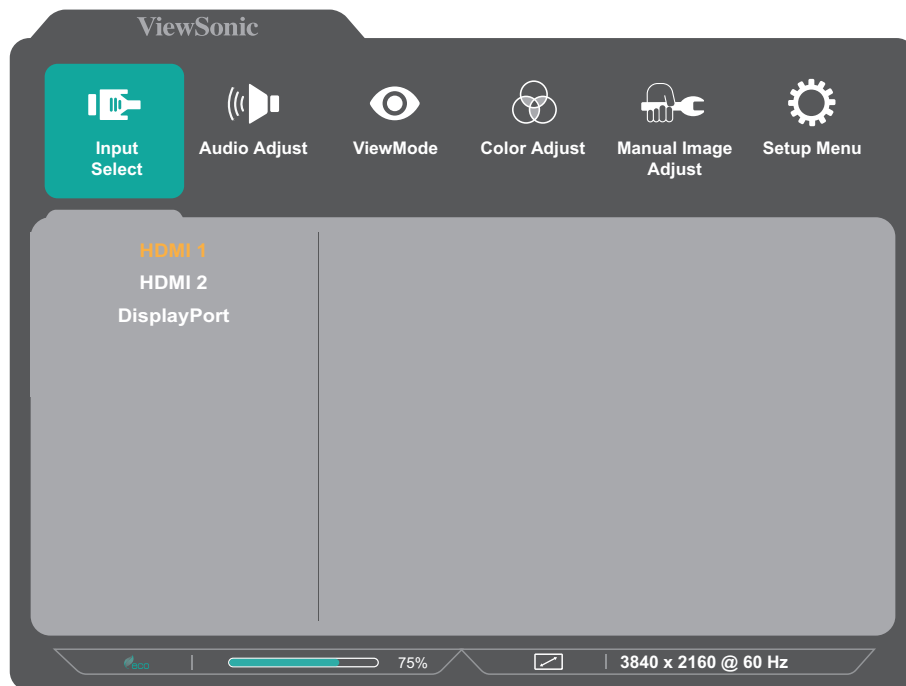 ViewSonic
Input
Select
Audio Adjust
ViewMode
Color Adjust
Manual Image
Adjust
Setup Menu
HDMI 1
HDMI 2
DisplayPort
ECO
75%
3840 x 2160 @ 60 Hz